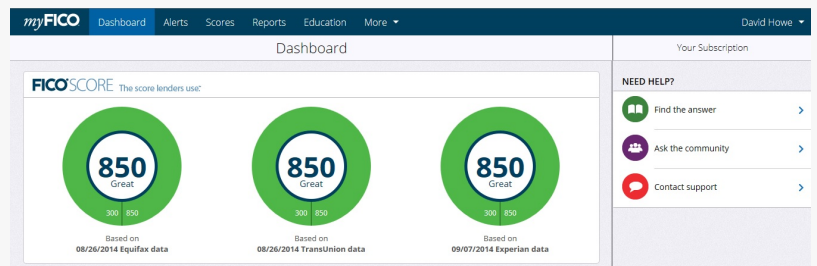 myFICO Dashboard Alerts Scores Reports Education More David Howe
Dashboard
Your Subscription
FICO® SCORE The score lenders use.®
NEED HELP?
Find the answer
Ask the community
Contact support
850
Great
300 850
Based on
08/26/2014 Equifax data
850
Great
300 850
Based on
08/26/2014 TransUnion data
850
Great
300 850
Based on
09/07/2014 Experian data